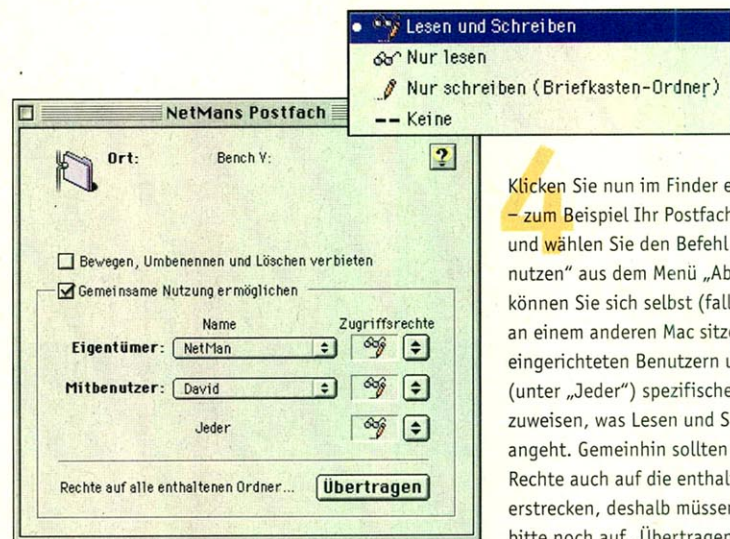 Lesen und Schreiben
Nur lesen
Nur schreiben (Briefkasten-Ordner)
-- Keine
NetMans Postfach
Ort: Bench V:
Bewegen, Umbenennen und Löschen verbieten
Gemeinsame Nutzung ermöglichen
Name Zugriffsrechte
Eigentümer: NetMan
Mitbenutzer: David
Jeder
Rechte auf alle enthaltenen Ordner... Übertragen
4
Klicken Sie nun im Finder e
– zum Beispiel Ihr Postfach
und wählen Sie den Befehl
nutzen“ aus dem Menü „Ab
können Sie sich selbst (fall
an einem anderen Mac sitze
eingerichteten Benutzern u
(unter „Jeder“) spezifische
zuweisen, was Lesen und S
angeht. Gemeinhin sollten
Rechte auch auf die enthal
erstrecken, deshalb müsser
bitte noch auf „Übertragen